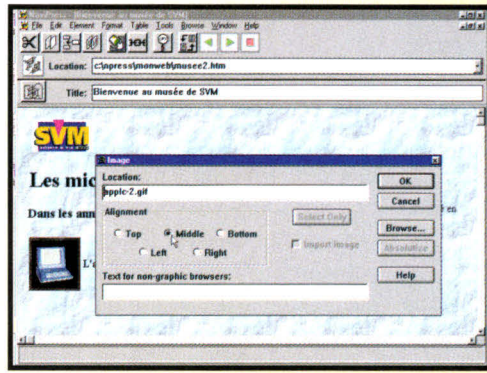 NaviPress - Bienvenue au musée de SVM
File Edit Element Format Table Tools Browse Window Help
Location: c:\npress\monweb\musee2.htm
Title: Bienvenue au musée de SVM
SVM
Image
Les mic
Location:
OK
bpplc-2.gif
Cancel
Dans les ann
en
Alignment
Select Only
Browse...
Top Middle Bottom
Import image
Absolutize
L'a
Left Right
Text for non-graphic browsers:
Help